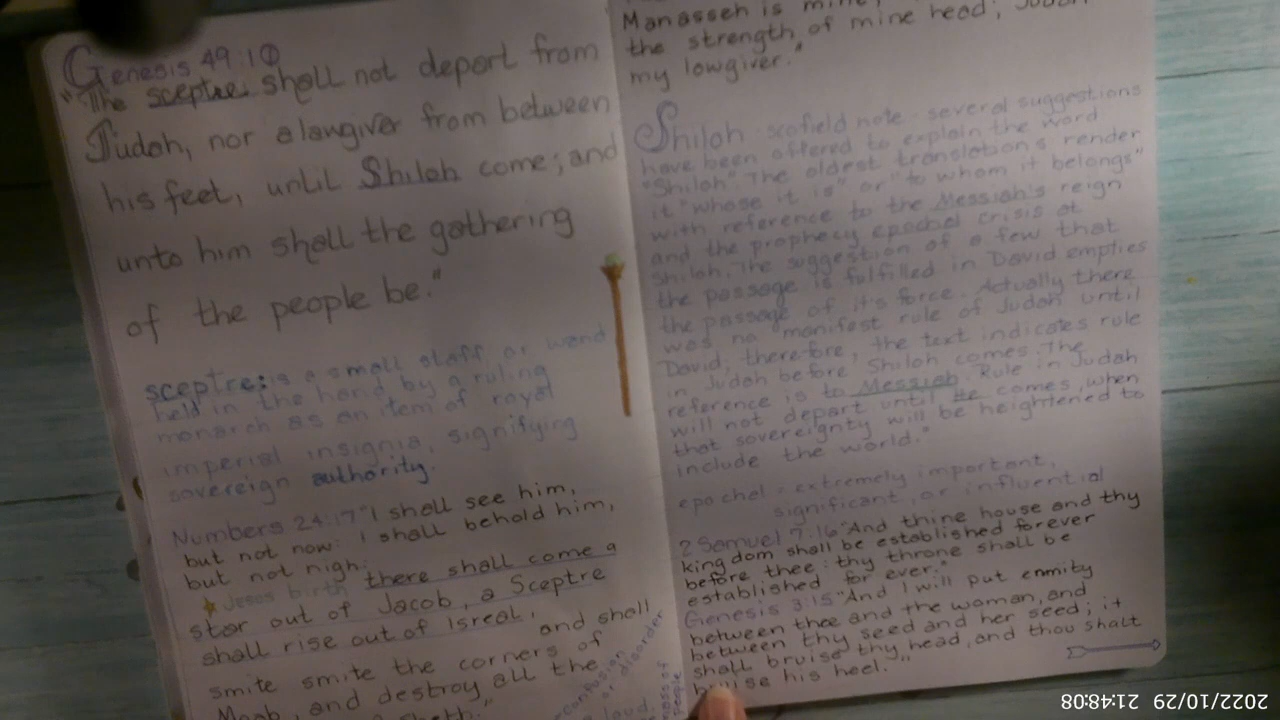 Genesis 49:10
"The sceptre shall not depart from
Judah, nor a lawgiver from between
his feet, until Shiloh come; and
unto him shall the gathering
of the people be."
sceptre: is a small staff or wand
held in the hand by a ruling
monarch as an item of royal
imperial insignia, signifying
sovereign authority.
Numbers 24:17 "I shall see him,
but not now: I shall behold him,
but not nigh:
there shall come a
Jeses birth
star out of Jacob, a Sceptre
shall rise out of Isreal,
and shall
smite smite the corners of
Moab, and destroy all the
Sheth."
confusion
or disorder
loud,
mass of
people
Manasseh is mine,
the strength of mine head; Judah
my lawgiver."
Shiloh - scofield note - several suggestions
have been offered to explain the word
"Shiloh". The oldest translations render
it "whose it is" or "to whom it belongs"
with reference to the Messiah's reign
and the prophecy epochel crisis at
Shiloh. The suggestion of a few that
the passage is fulfilled in David empties
the passage of it's force. Actually there
was no manifest rule of Judah until
David; therefore, the text indicates rule
in Judah before Shiloh comes. The
reference is to Messiah. Rule in Judah
will not depart until He comes, when
that sovereignty will be heightened to
include the world."
epochel - extremely important,
significant, or influential
2 Samuel 7:16 "And thine house and thy
kingdom shall be established forever
before thee: thy throne shall be
established for ever."
Genesis 3:15 "And I will put enmity
between thee and the woman, and
between thy seed and her seed; it
shall bruise thy head, and thou shalt
bruise his heel."
2022/10/29 21:48:08